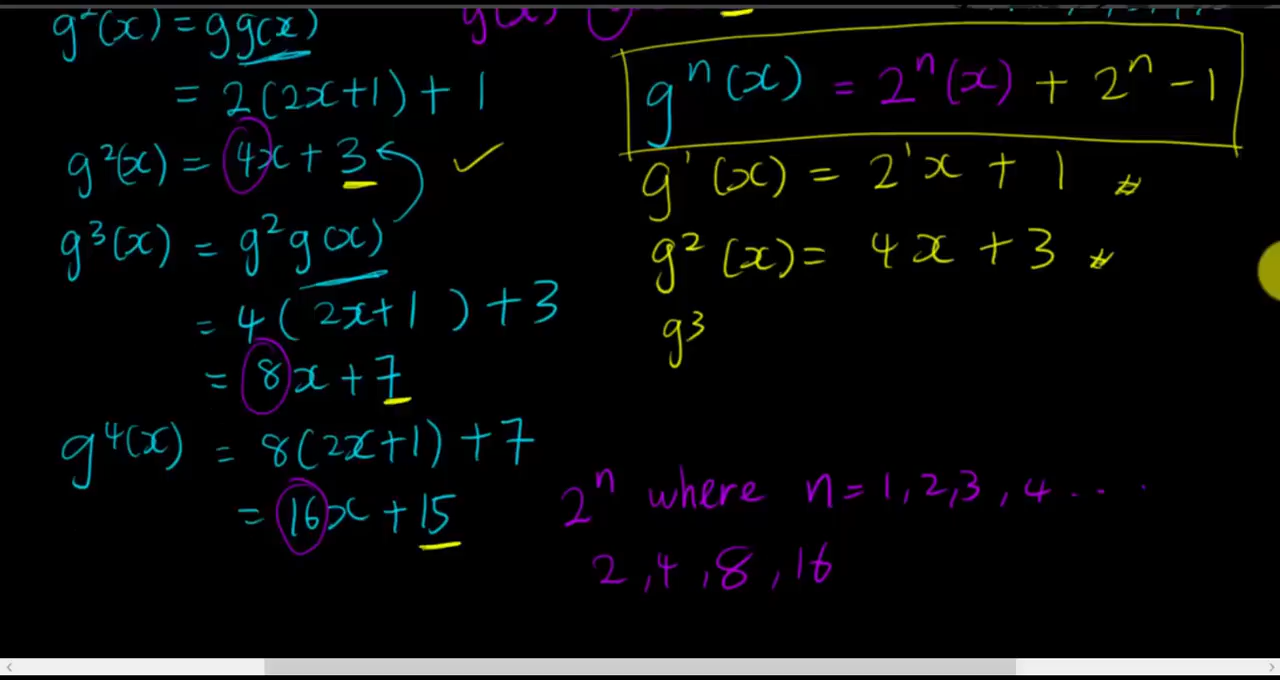 g²(x) = gg(x)
= 2(2x+1) + 1
g²(x) = 4x + 3
g³(x) = g² g(x)
= 4( 2x+1 ) + 3
= 8x + 7
g⁴(x) = 8(2x+1) + 7
= 16x + 15
g(x)
gⁿ(x) = 2ⁿ(x) + 2ⁿ - 1
g¹(x) = 2¹x + 1
g²(x) = 4x + 3
g³
2ⁿ where n = 1, 2, 3, 4 ....
2, 4, 8, 16